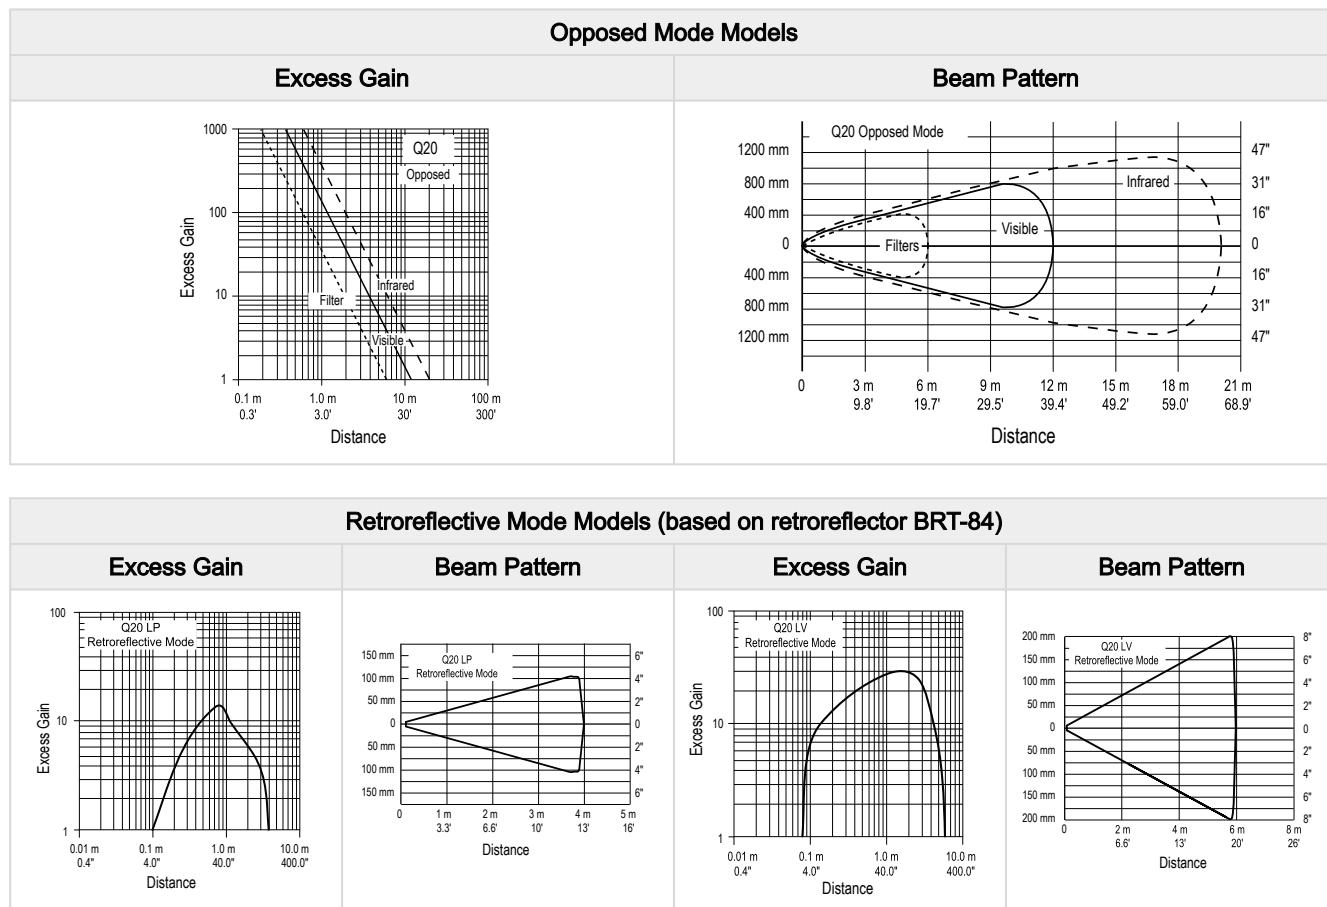 Opposed Mode Models
Excess Gain
Beam Pattern
1000
100
10
1
Excess Gain
Q20
Opposed
Infrared
Filter
Visible
0.1 m 1.0 m 10 m 100 m
0.3' 3.0' 30' 300'
Distance
Q20 Opposed Mode
1200 mm
800 mm
400 mm
0
400 mm
800 mm
1200 mm
Infrared
Visible
Filters
47"
31"
16"
0
16"
31"
47"
0 3 m 6 m 9 m 12 m 15 m 18 m 21 m
9.8' 19.7' 29.5' 39.4' 49.2' 59.0' 68.9'
Distance
Retroreflective Mode Models (based on retroreflector BRT-84)
Excess Gain
Beam Pattern
Excess Gain
Beam Pattern
100
10
1
Excess Gain
Q20 LP
Retroreflective Mode
0.01 m 0.1 m 1.0 m 10.0 m
0.4" 4.0" 40.0" 400.0"
Distance
150 mm
100 mm
50 mm
0
50 mm
100 mm
150 mm
Q20 LP
Retroreflective Mode
6"
4"
2"
0
2"
4"
6"
0 1 m 2 m 3 m 4 m 5 m
3.3' 6.6' 10' 13' 16'
Distance
100
10
1
Excess Gain
Q20 LV
Retroreflective Mode
0.01 m 0.1 m 1.0 m 10.0 m
0.4" 4.0" 40.0" 400.0"
Distance
200 mm
150 mm
100 mm
50 mm
0
50 mm
100 mm
150 mm
200 mm
Q20 LV
Retroreflective Mode
8"
6"
4"
2"
0
2"
4"
6"
8"
0 2 m 4 m 6 m 8 m
6.6' 13' 20' 26'
Distance